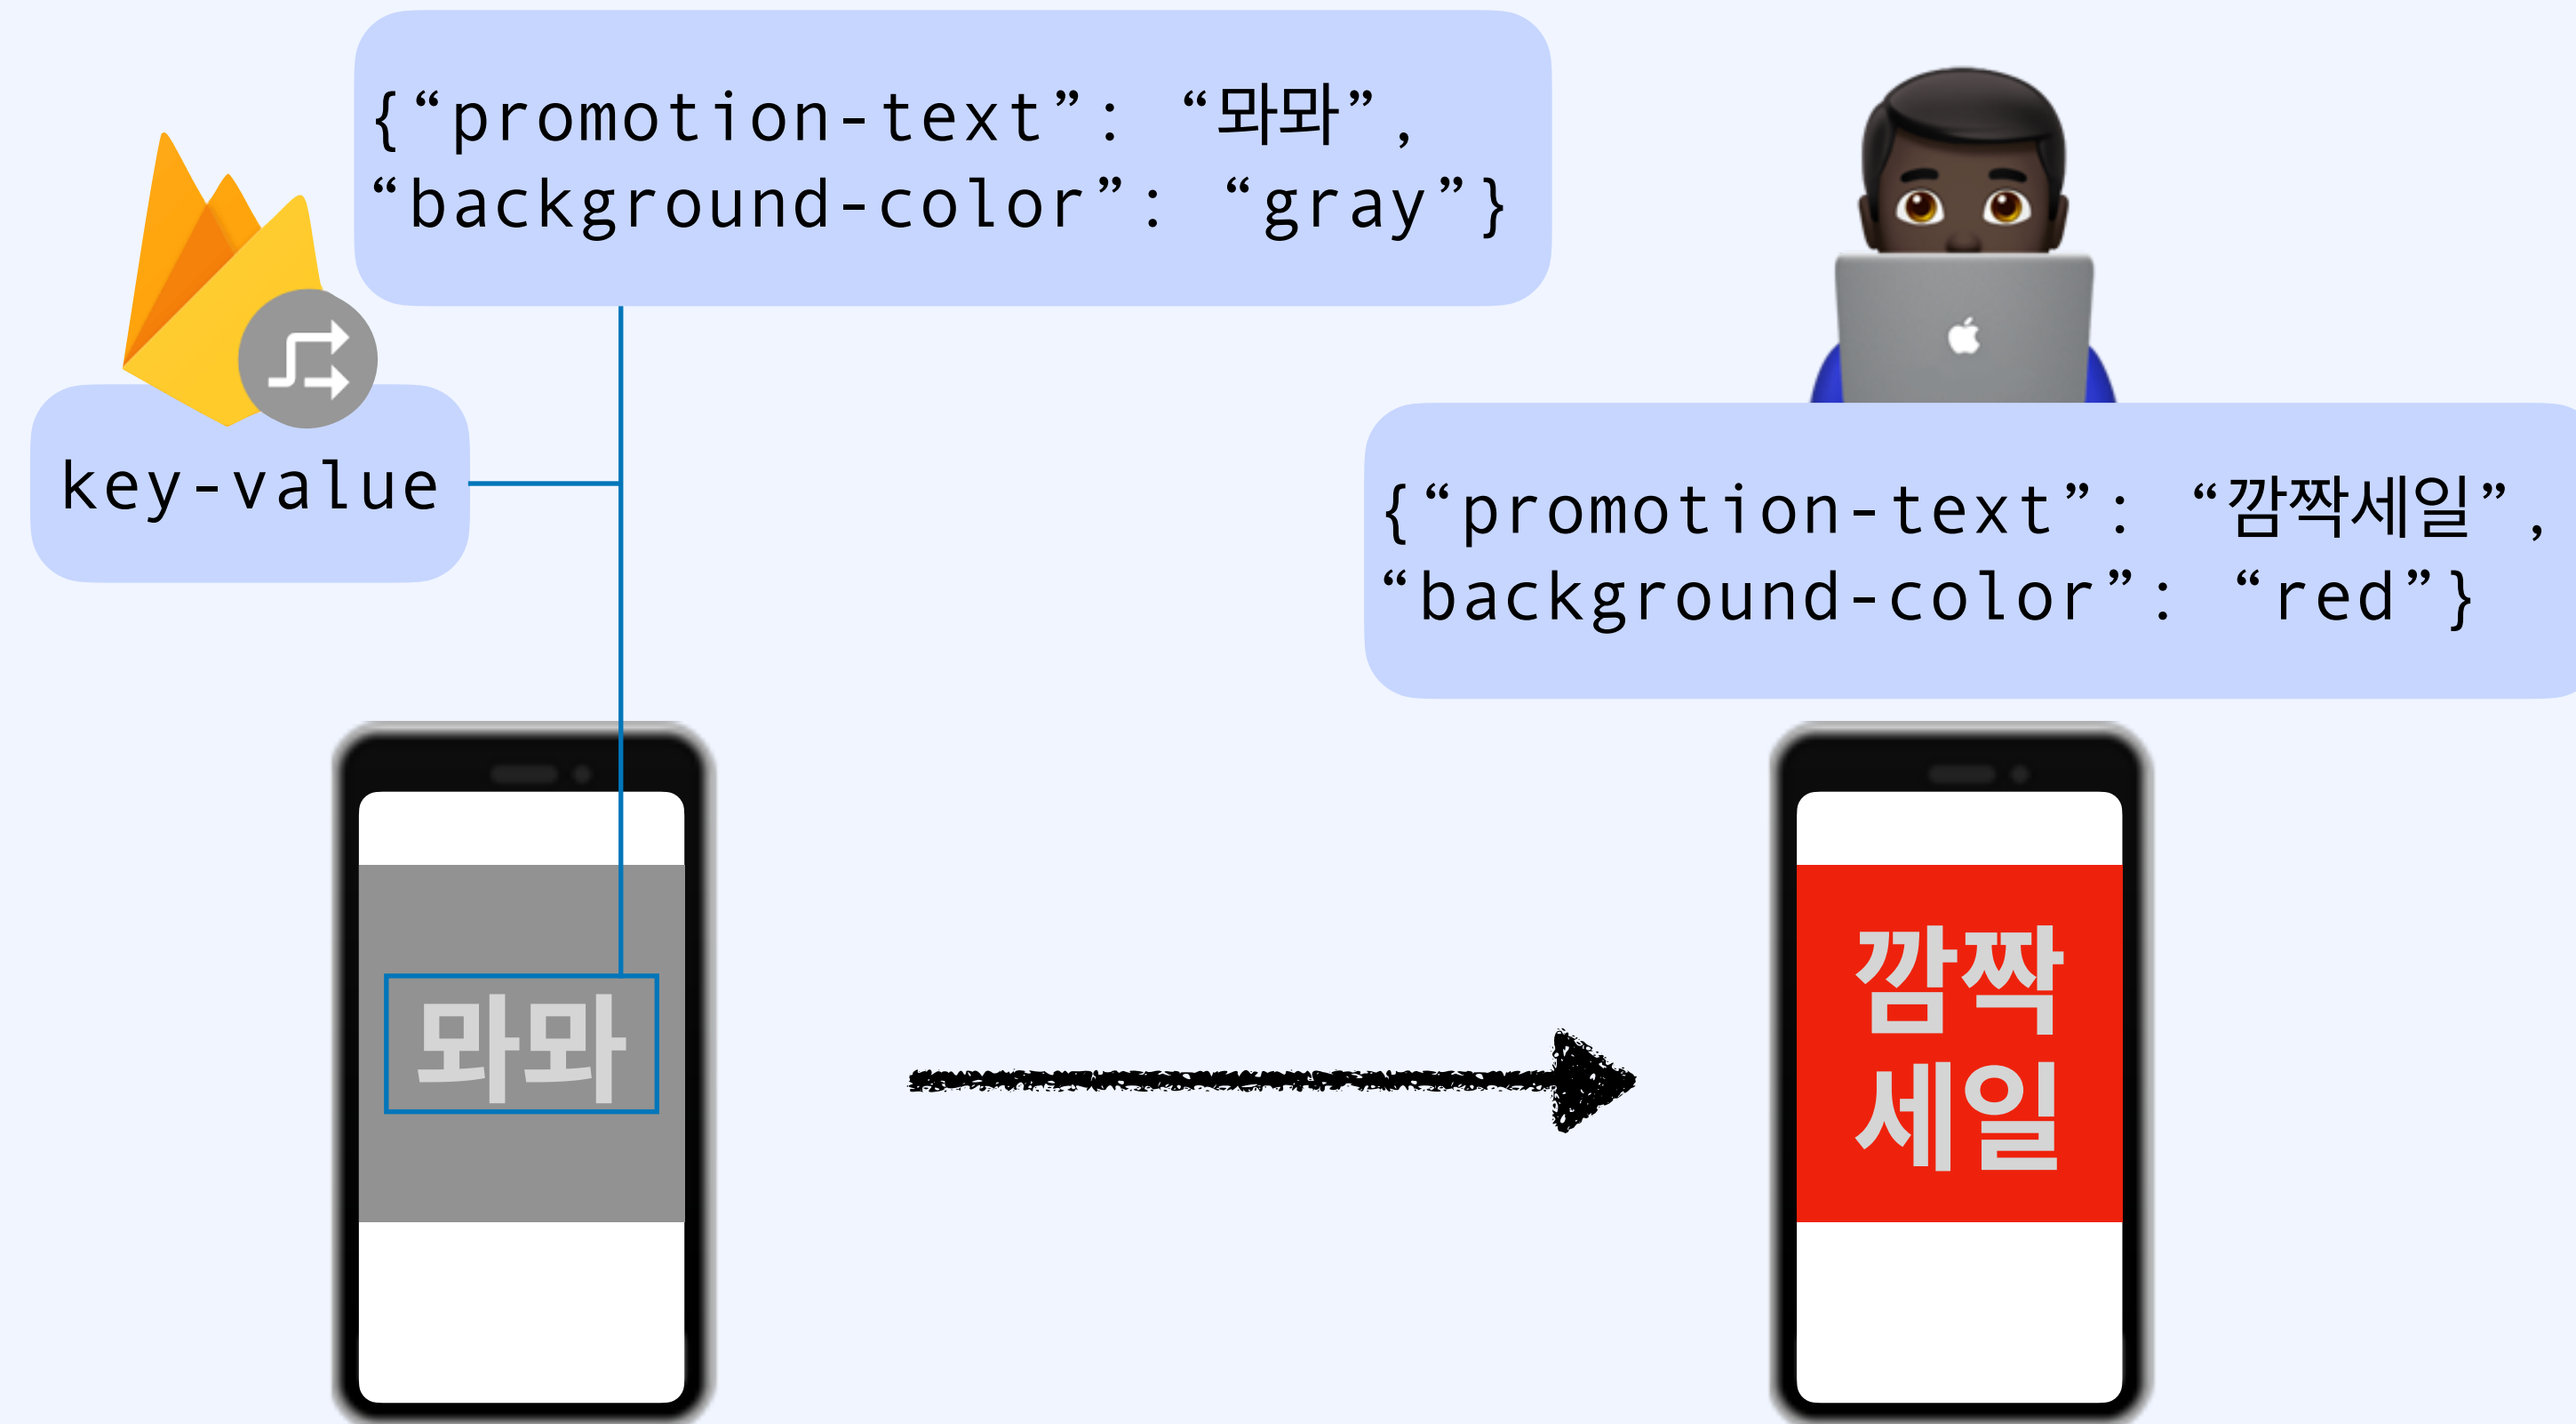 {“promotion-text”: “뫄뫄”,
“background-color”: “gray”}
key-value
{“promotion-text”: “깜짝세일”,
“background-color”: “red”}
뫄뫄
깜짝
세일